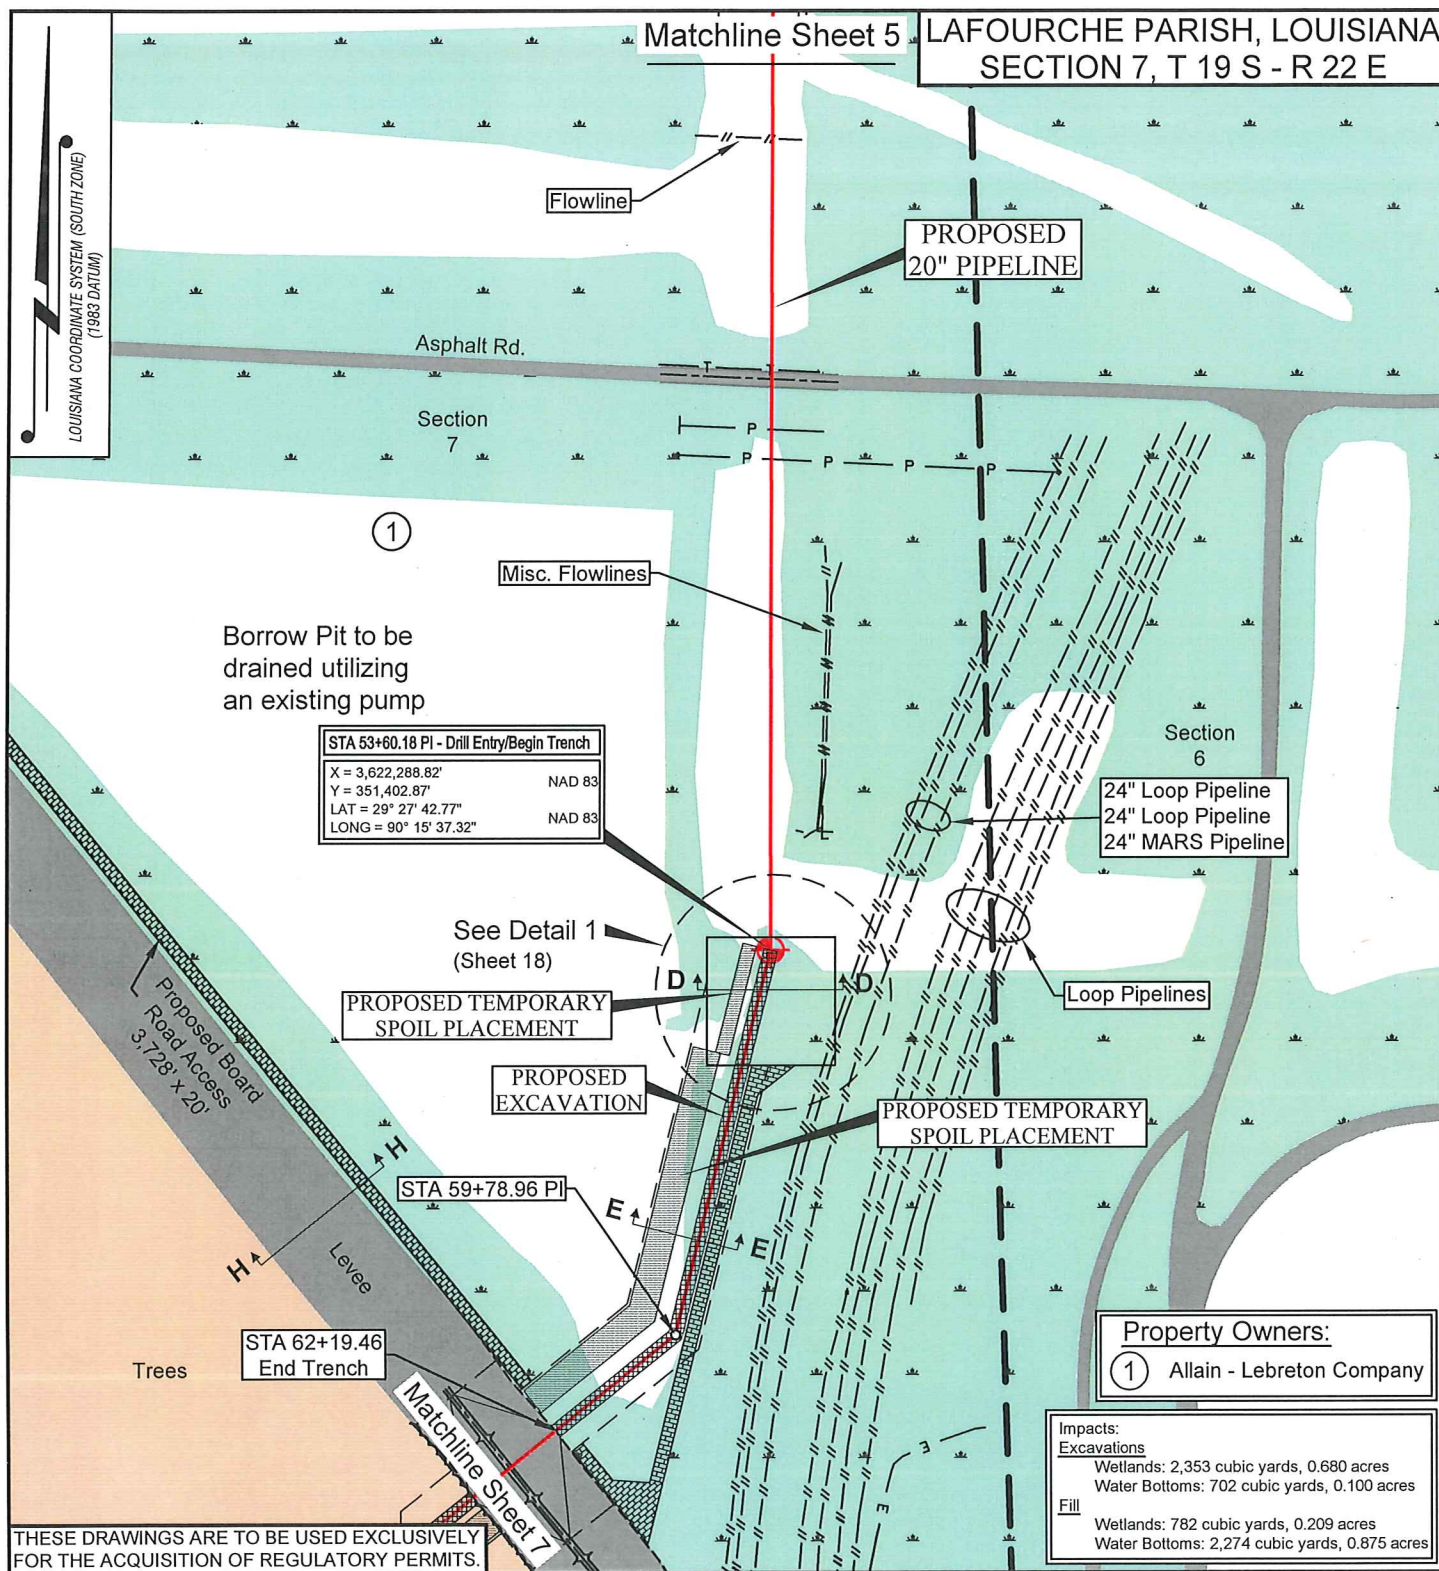 Matchline Sheet 5
LAFOURCHE PARISH, LOUISIANA
SECTION 7, T 19 S - R 22 E
LOUISIANA COORDINATE SYSTEM (SOUTH ZONE)
(1983 DATUM)
Flowline
PROPOSED
20" PIPELINE
Asphalt Rd.
T
T
Section
7
P
P
P
P
P
1
Misc. Flowlines
Borrow Pit to be
drained utilizing
an existing pump
Section
6
STA 53+60.18 PI - Drill Entry/Begin Trench
X = 3,622,288.82'
Y = 351,402.87'
NAD 83
LAT = 29° 27' 42.77"
LONG = 90° 15' 37.32"
NAD 83
24" Loop Pipeline
24" Loop Pipeline
24" MARS Pipeline
See Detail 1
(Sheet 18)
D
D
Loop Pipelines
PROPOSED TEMPORARY
SPOIL PLACEMENT
Proposed Board
Road Access
3,728' X 20'
PROPOSED
EXCAVATION
PROPOSED TEMPORARY
SPOIL PLACEMENT
H
H
STA 59+78.96 PI
E
E
Levee
STA 62+19.46
End Trench
Trees
Matchline Sheet 7
E
E
Property Owners:
1 Allain - Lebreton Company
Impacts:
Excavations
Wetlands: 2,353 cubic yards, 0.680 acres
Water Bottoms: 702 cubic yards, 0.100 acres
Fill
Wetlands: 782 cubic yards, 0.209 acres
Water Bottoms: 2,274 cubic yards, 0.875 acres
THESE DRAWINGS ARE TO BE USED EXCLUSIVELY
FOR THE ACQUISITION OF REGULATORY PERMITS.